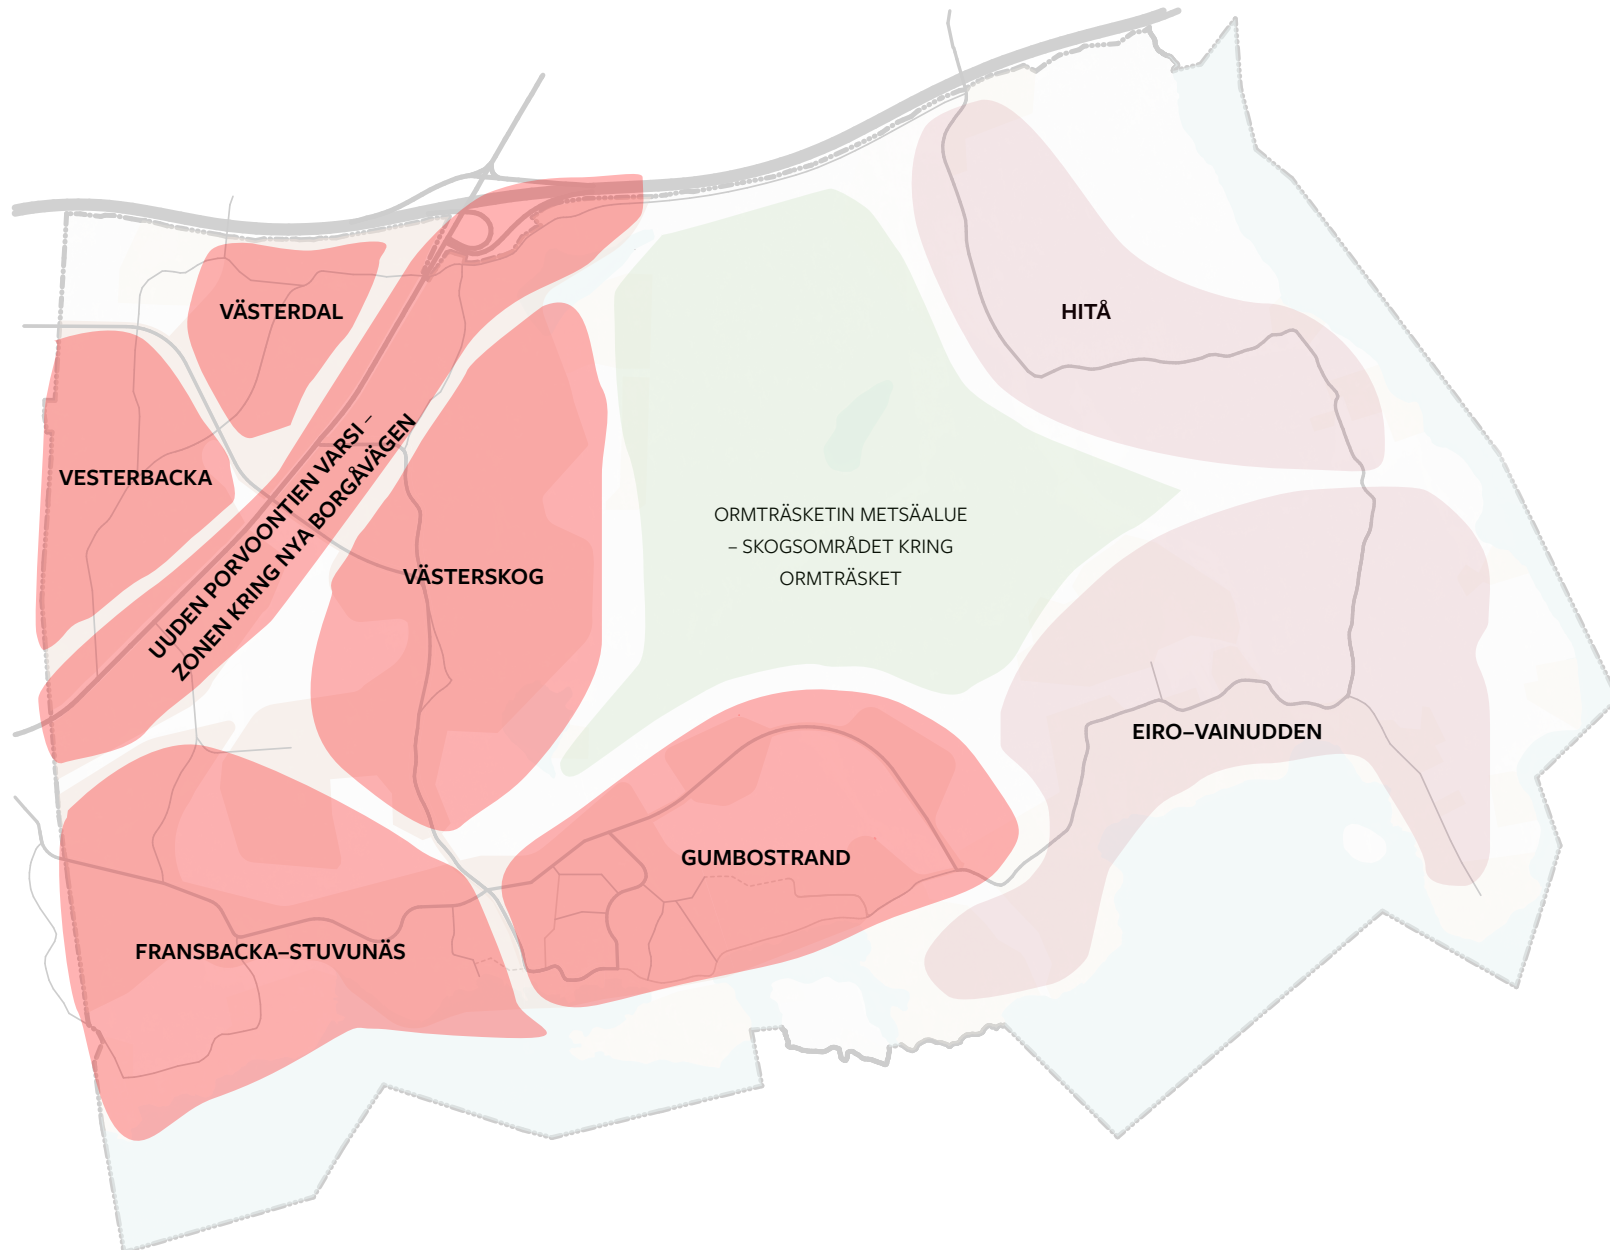 VÄSTERDAL
HITÅ
VESTERBACKA
UUDEN PORVOONTIEN VARSI –
ZONEN KRING NYA BORGÅVÄGEN
ORMTRÄSKETIN METSÄALUE
– SKOGSOMRÅDET KRING
ORMTRÄSKET
VÄSTERSKOG
EIRO–VAINUDDEN
GUMBOSTRAND
FRANSBACKA–STUVUNÄS